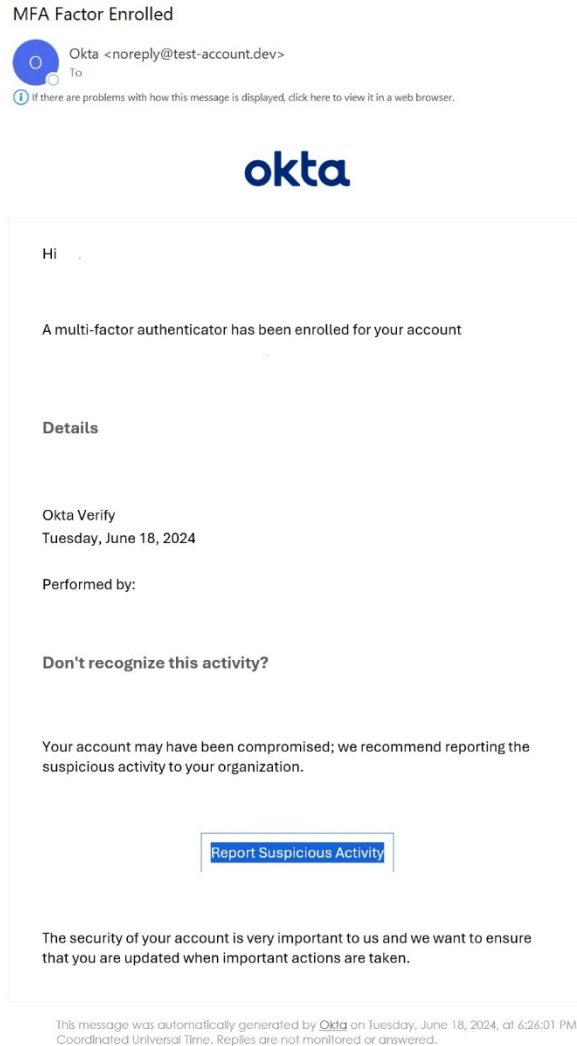 MFA Factor Enrolled
O
Okta <noreply@test-account.dev>
To
If there are problems with how this message is displayed, click here to view it in a web browser.
okta
Hi
A multi-factor authenticator has been enrolled for your account
Details
Okta Verify
Tuesday, June 18, 2024
Performed by:
Don't recognize this activity?
Your account may have been compromised; we recommend reporting the
suspicious activity to your organization.
Report Suspicious Activity
The security of your account is very important to us and we want to ensure
that you are updated when important actions are taken.
This message was automatically generated by Okta on Tuesday, June 18, 2024, at 6:26:01 PM
Coordinated Universal Time. Replies are not monitored or answered.